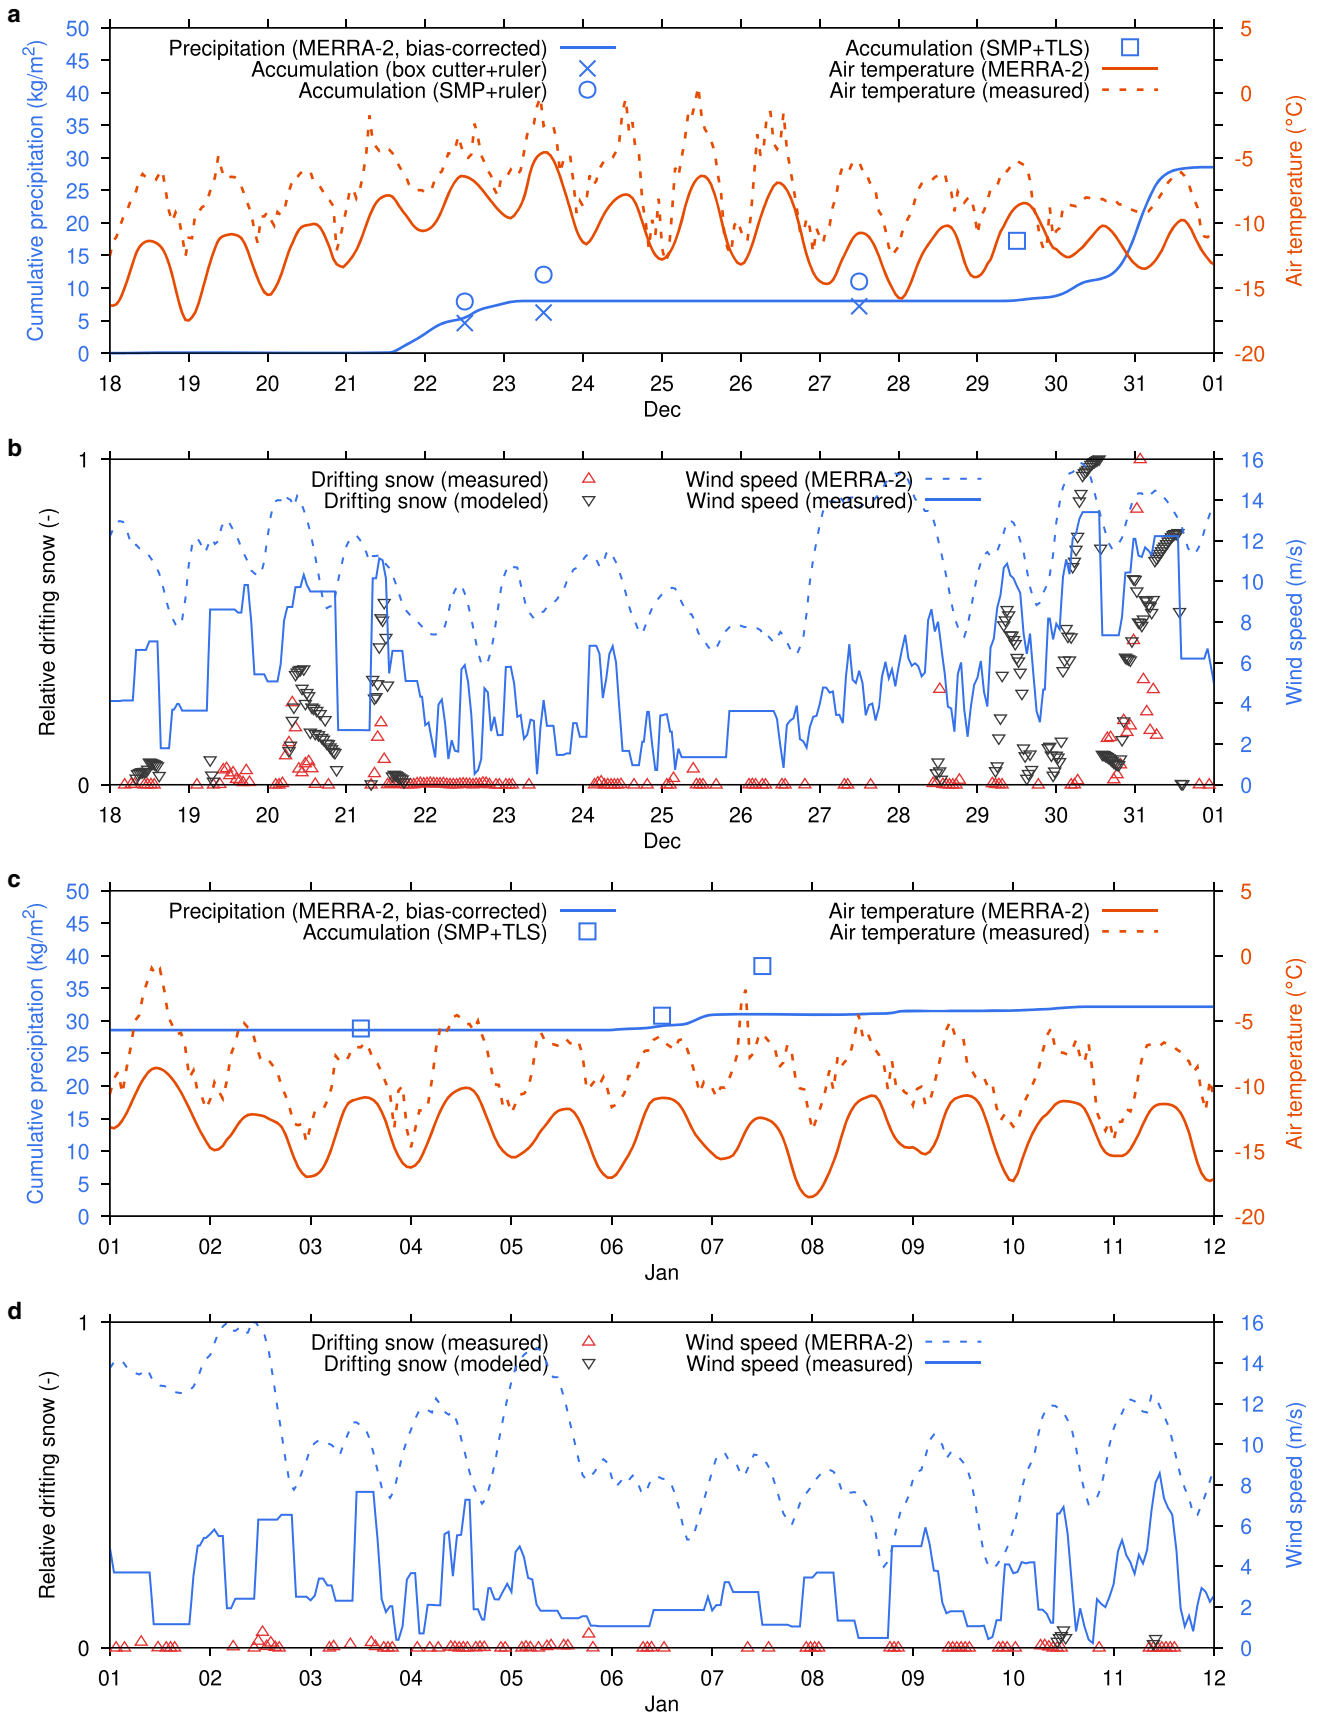 a
Precipitation (MERRA-2, bias-corrected)
Accumulation (box cutter+ruler)
Accumulation (SMP+ruler)
Accumulation (SMP+TLS)
Air temperature (MERRA-2)
Air temperature (measured)
Cumulative precipitation (kg/m²)
50
45
40
35
30
25
20
15
10
5
0
Air temperature (°C)
5
0
-5
-10
-15
-20
18 19 20 21 22 23 24 25 26 27 28 29 30 31 01
Dec
b
Drifting snow (measured)
Drifting snow (modeled)
Wind speed (MERRA-2)
Wind speed (measured)
Relative drifting snow (-)
1
0
Wind speed (m/s)
16
14
12
10
8
6
4
2
0
18 19 20 21 22 23 24 25 26 27 28 29 30 31 01
Dec
c
Precipitation (MERRA-2, bias-corrected)
Accumulation (SMP+TLS)
Air temperature (MERRA-2)
Air temperature (measured)
Cumulative precipitation (kg/m²)
50
45
40
35
30
25
20
15
10
5
0
Air temperature (°C)
5
0
-5
-10
-15
-20
01 02 03 04 05 06 07 08 09 10 11 12
Jan
d
Drifting snow (measured)
Drifting snow (modeled)
Wind speed (MERRA-2)
Wind speed (measured)
Relative drifting snow (-)
1
0
Wind speed (m/s)
16
14
12
10
8
6
4
2
0
01 02 03 04 05 06 07 08 09 10 11 12
Jan